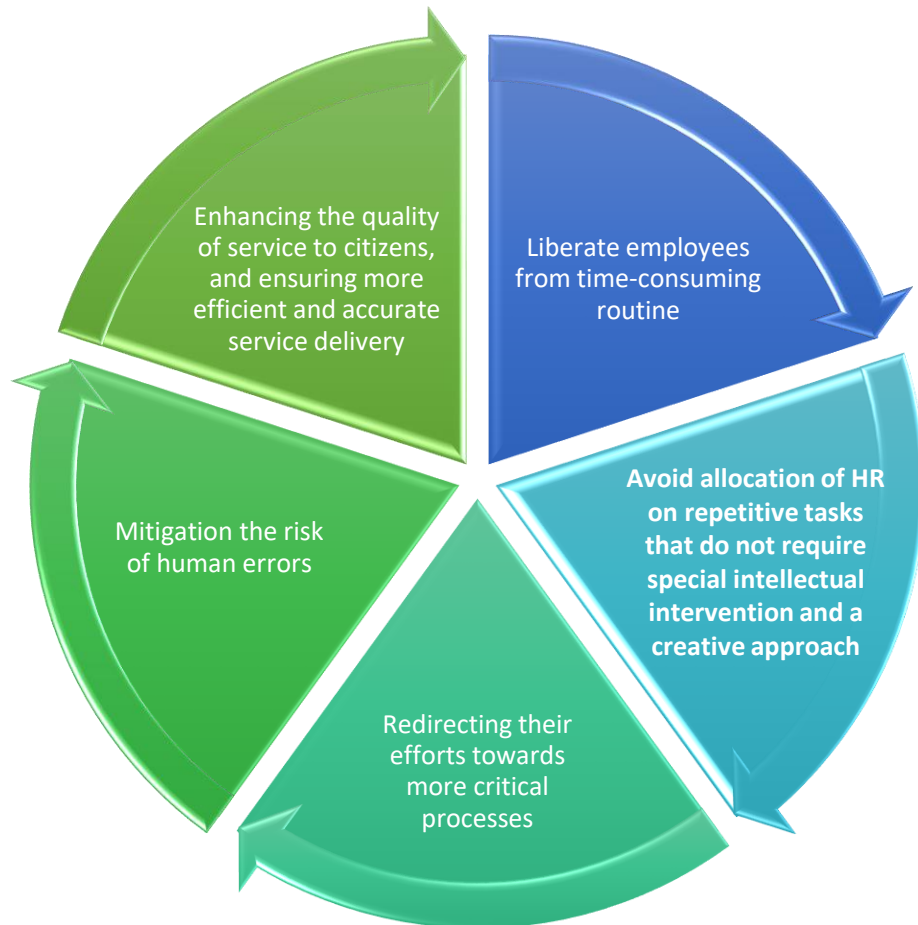 Liberate employees
from time-consuming
routine
Avoid allocation of HR
on repetitive tasks
that do not require
special intellectual
intervention and a
creative approach
Redirecting their
efforts towards
more critical
processes
Mitigation the risk
of human errors
Enhancing the quality
of service to citizens,
and ensuring more
efficient and accurate
service delivery